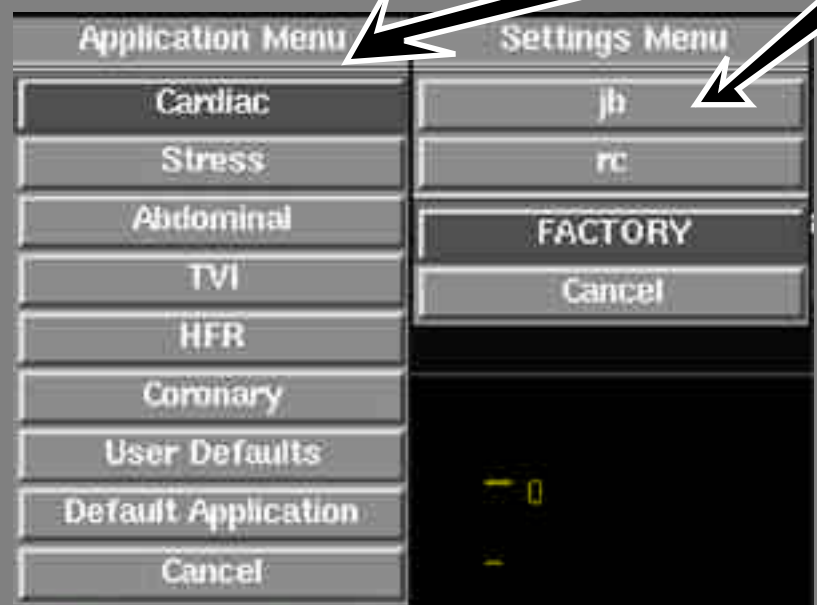 Application Menu
Cardiac
Stress
Abdominal
TVI
HFR
Coronary
User Defaults
Default Application
Cancel
Settings Menu
jb
rc
FACTORY
Cancel